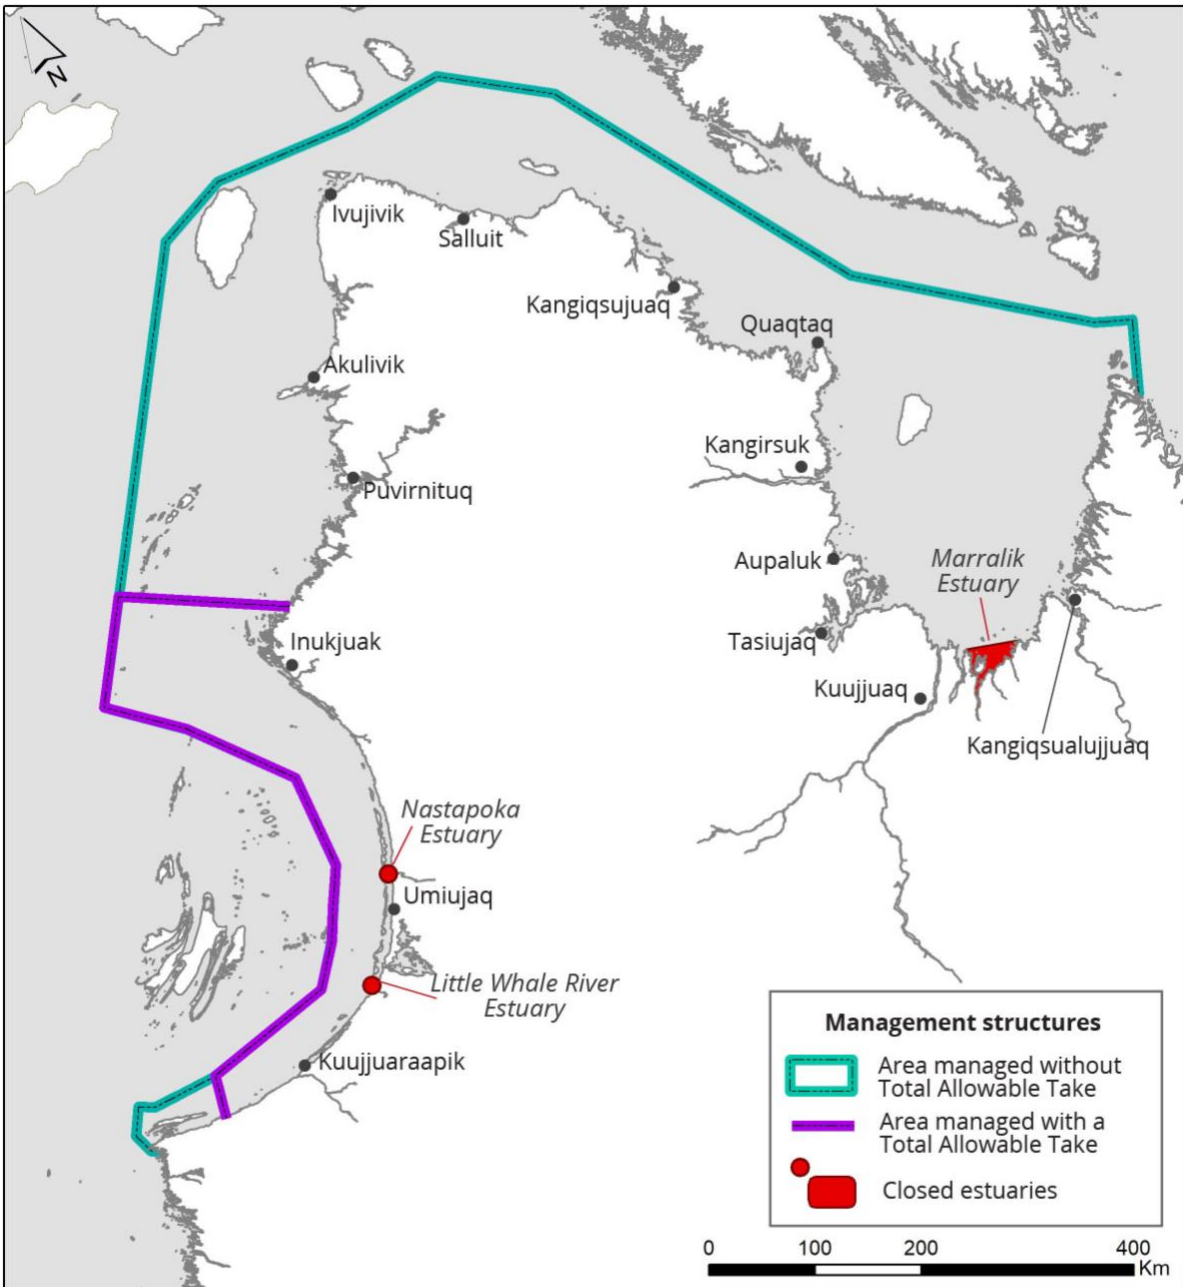 N
Ivujivik
Salluit
Kangiqsujuaq
Quaqtaq
Akulivik
Kangirsuk
Puvirnituq
Aupaluk
Marralik
Estuary
Inukjuak
Tasiujaq
Kuujjuaq
Kangiqsualujjuaq
Nastapoka
Estuary
Umiujaq
Little Whale River
Estuary
Kuujjuaraapik
Management structures
Area managed without
Total Allowable Take
Area managed with a
Total Allowable Take
Closed estuaries
0 100 200 400
Km